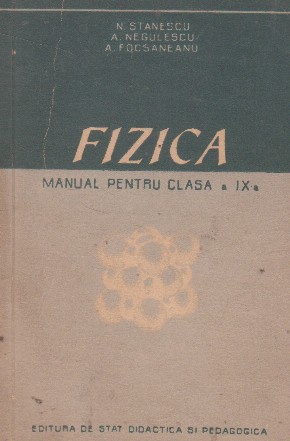 N. STANESCU
A. NEGULESCU
A. FOCSANEANU
FIZICA
MANUAL PENTRU CLASA a IX-a
EDITURA DE STAT DIDACTICA SI PEDAGOGICA